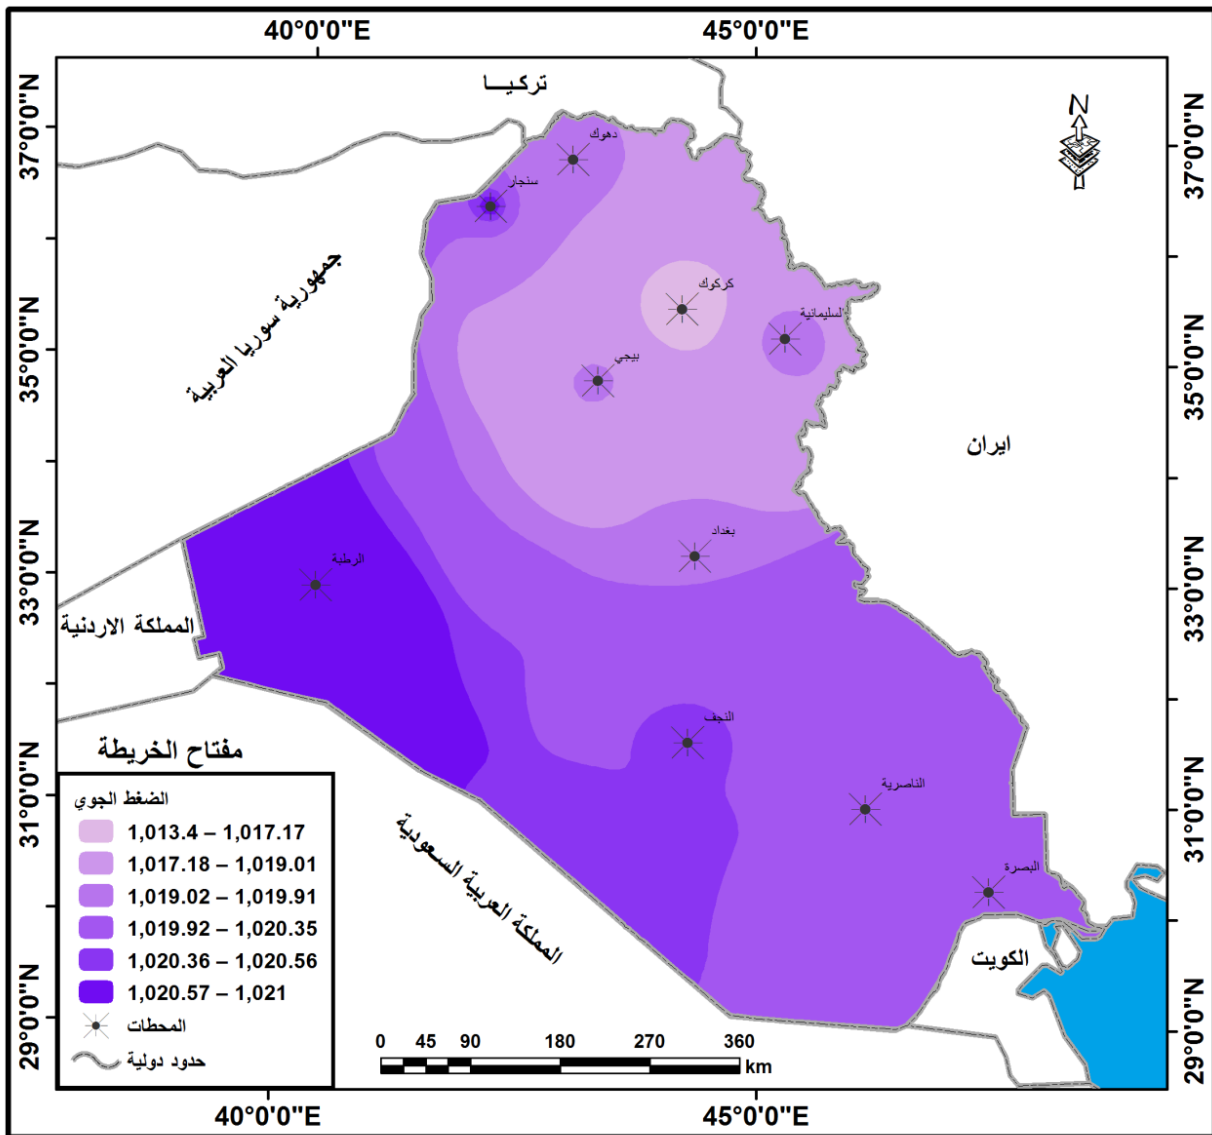 40°0'0"E 45°0'0"E
37°0'0"N
35°0'0"N
33°0'0"N
31°0'0"N
29°0'0"N
37°0'0"N
35°0'0"N
33°0'0"N
31°0'0"N
29°0'0"N
N
تركيـــا
دهوك
سنجار
جمهورية سوريا العربية
كركوك
لسليمانية
بيجي
ايران
بغداد
الرطبة
المملكة الاردنية
النجف
الناصرية
المملكة العربية السعودية
البصرة
الكويت
مفتاح الخريطة
الضغط الجوي
1,013.4 – 1,017.17
1,017.18 – 1,019.01
1,019.02 – 1,019.91
1,019.92 – 1,020.35
1,020.36 – 1,020.56
1,020.57 – 1,021
المحطات
حدود دولية
0 45 90 180 270 360
km
40°0'0"E 45°0'0"E